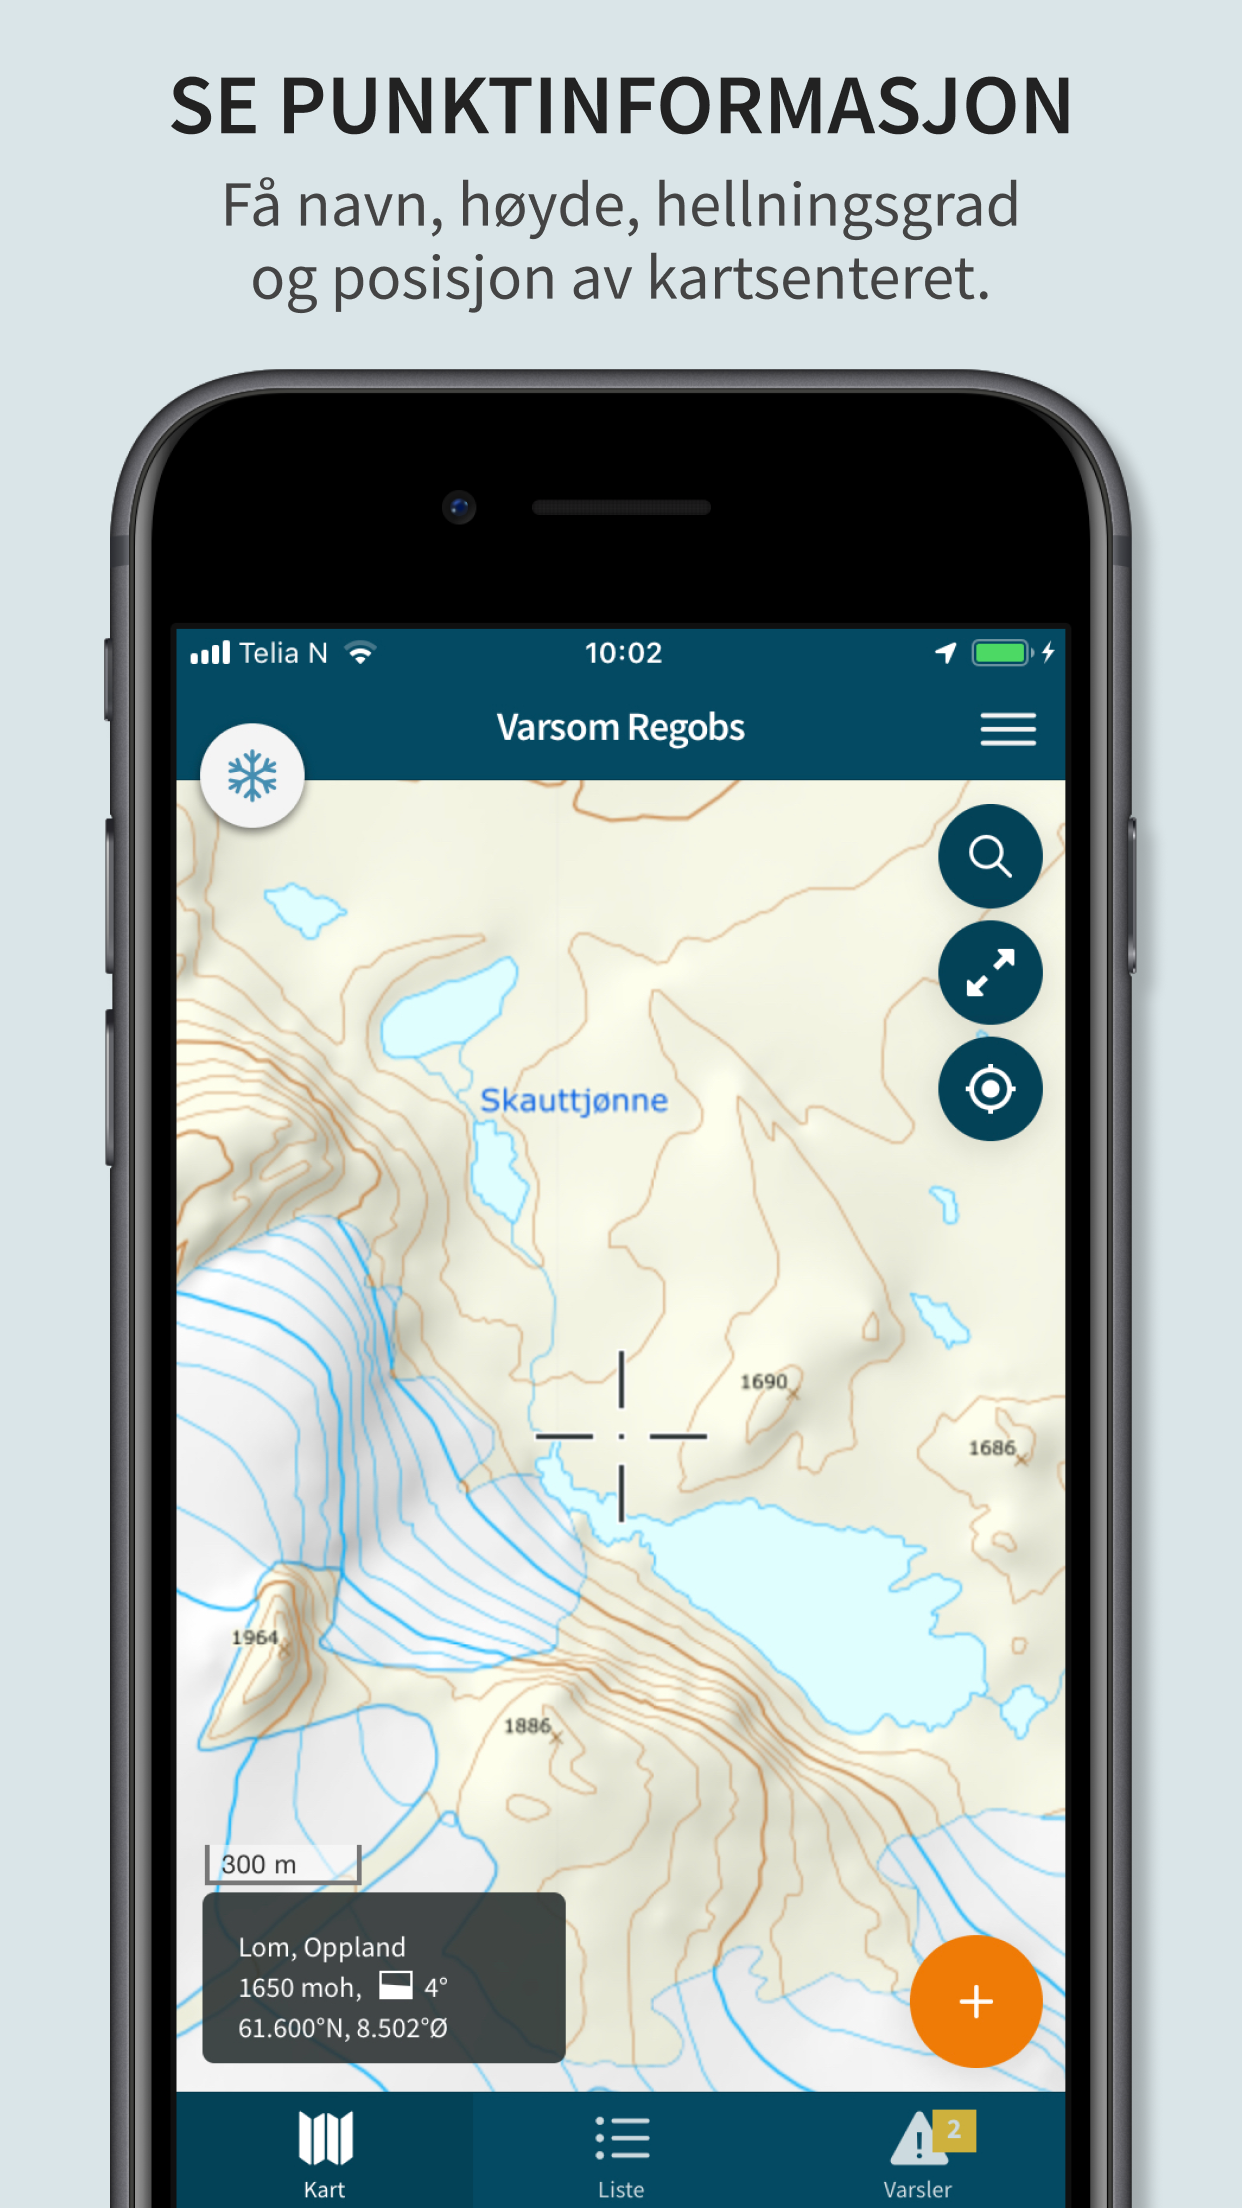 SE PUNKTINFORMASJON
Få navn, høyde, hellningsgrad
og posisjon av kartsenteret.
Telia N
10:02
Varsom Regobs
Skauttjønne
1690
1686
1964
1886
300 m
Lom, Oppland
1650 moh, 4°
61.600°N, 8.502°Ø
2
Kart
Liste
Varsler